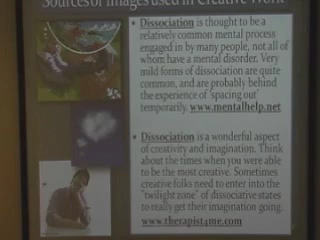 Sources of Images used in Creative Work
• Dissociation is thought to be a
relatively common mental process
engaged in by many people, not all of
whom have a mental disorder. Very
mild forms of dissociation are quite
common, and are probably behind
the experience of "spacing out"
temporarily. www.mentalhelp.net
• Dissociation is a wonderful aspect
of creativity and imagination. Think
about the times when you were able
to be the most creative. Sometimes
creative folks need to enter into the
"twilight zone" of dissociative states
to really get their imagination going.
www.therapist4me.com